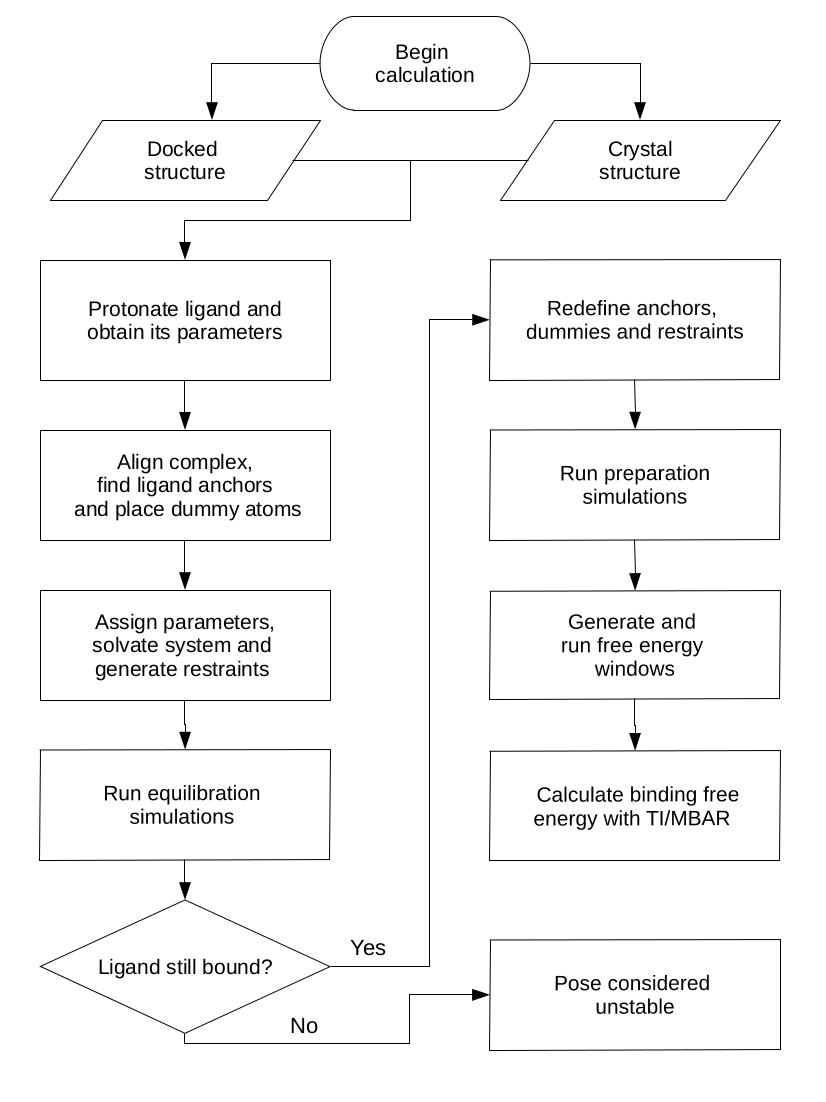 Begin
calculation
Docked
structure
Crystal
structure
Protonate ligand and
obtain its parameters
Align complex,
find ligand anchors
and place dummy atoms
Assign parameters,
solvate system and
generate restraints
Run equilibration
simulations
Ligand still bound?
Yes
No
Redefine anchors,
dummies and restraints
Run preparation
simulations
Generate and
run free energy
windows
Calculate binding free
energy with TI/MBAR
Pose considered
unstable